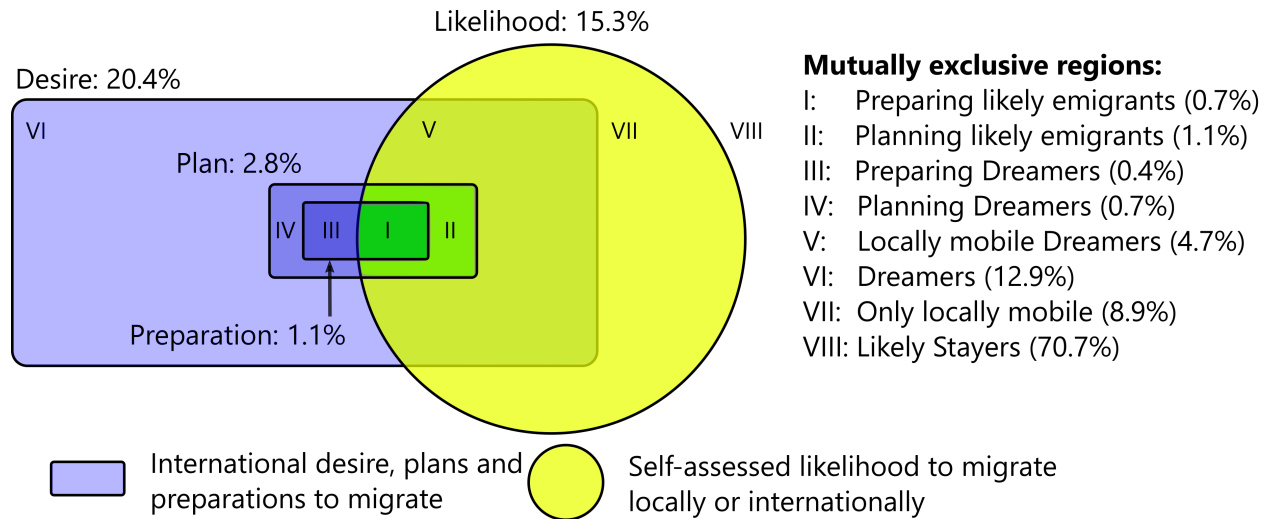 Likelihood: 15.3%
Desire: 20.4%
VI
V
VII
VIII
Plan: 2.8%
IV
III
I
II
Preparation: 1.1%
Mutually exclusive regions:
I: Preparing likely emigrants (0.7%)
II: Planning likely emigrants (1.1%)
III: Preparing Dreamers (0.4%)
IV: Planning Dreamers (0.7%)
V: Locally mobile Dreamers (4.7%)
VI: Dreamers (12.9%)
VII: Only locally mobile (8.9%)
VIII: Likely Stayers (70.7%)
International desire, plans and
preparations to migrate
Self-assessed likelihood to migrate
locally or internationally